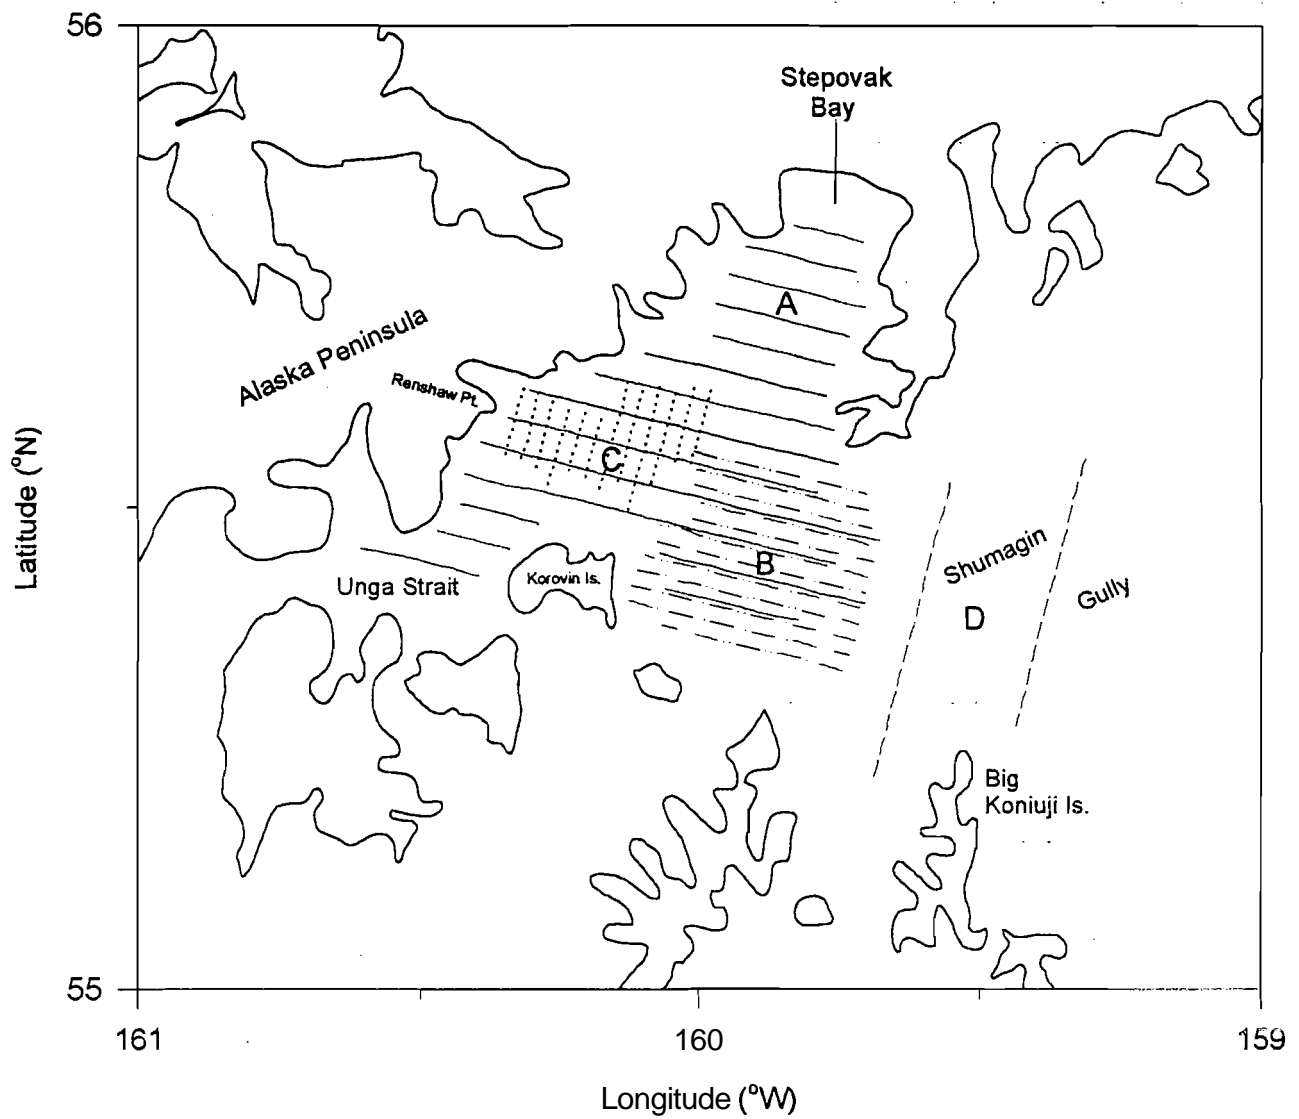 56
Stepovak
Bay
A
Alaska Peninsula
Renshaw Pt.
C
Latitude (°N)
B
Shumagin
Korovin Is.
Unga Strait
Gully
D
Big
Koniuji Is.
55
161
160
159
Longitude (°W)